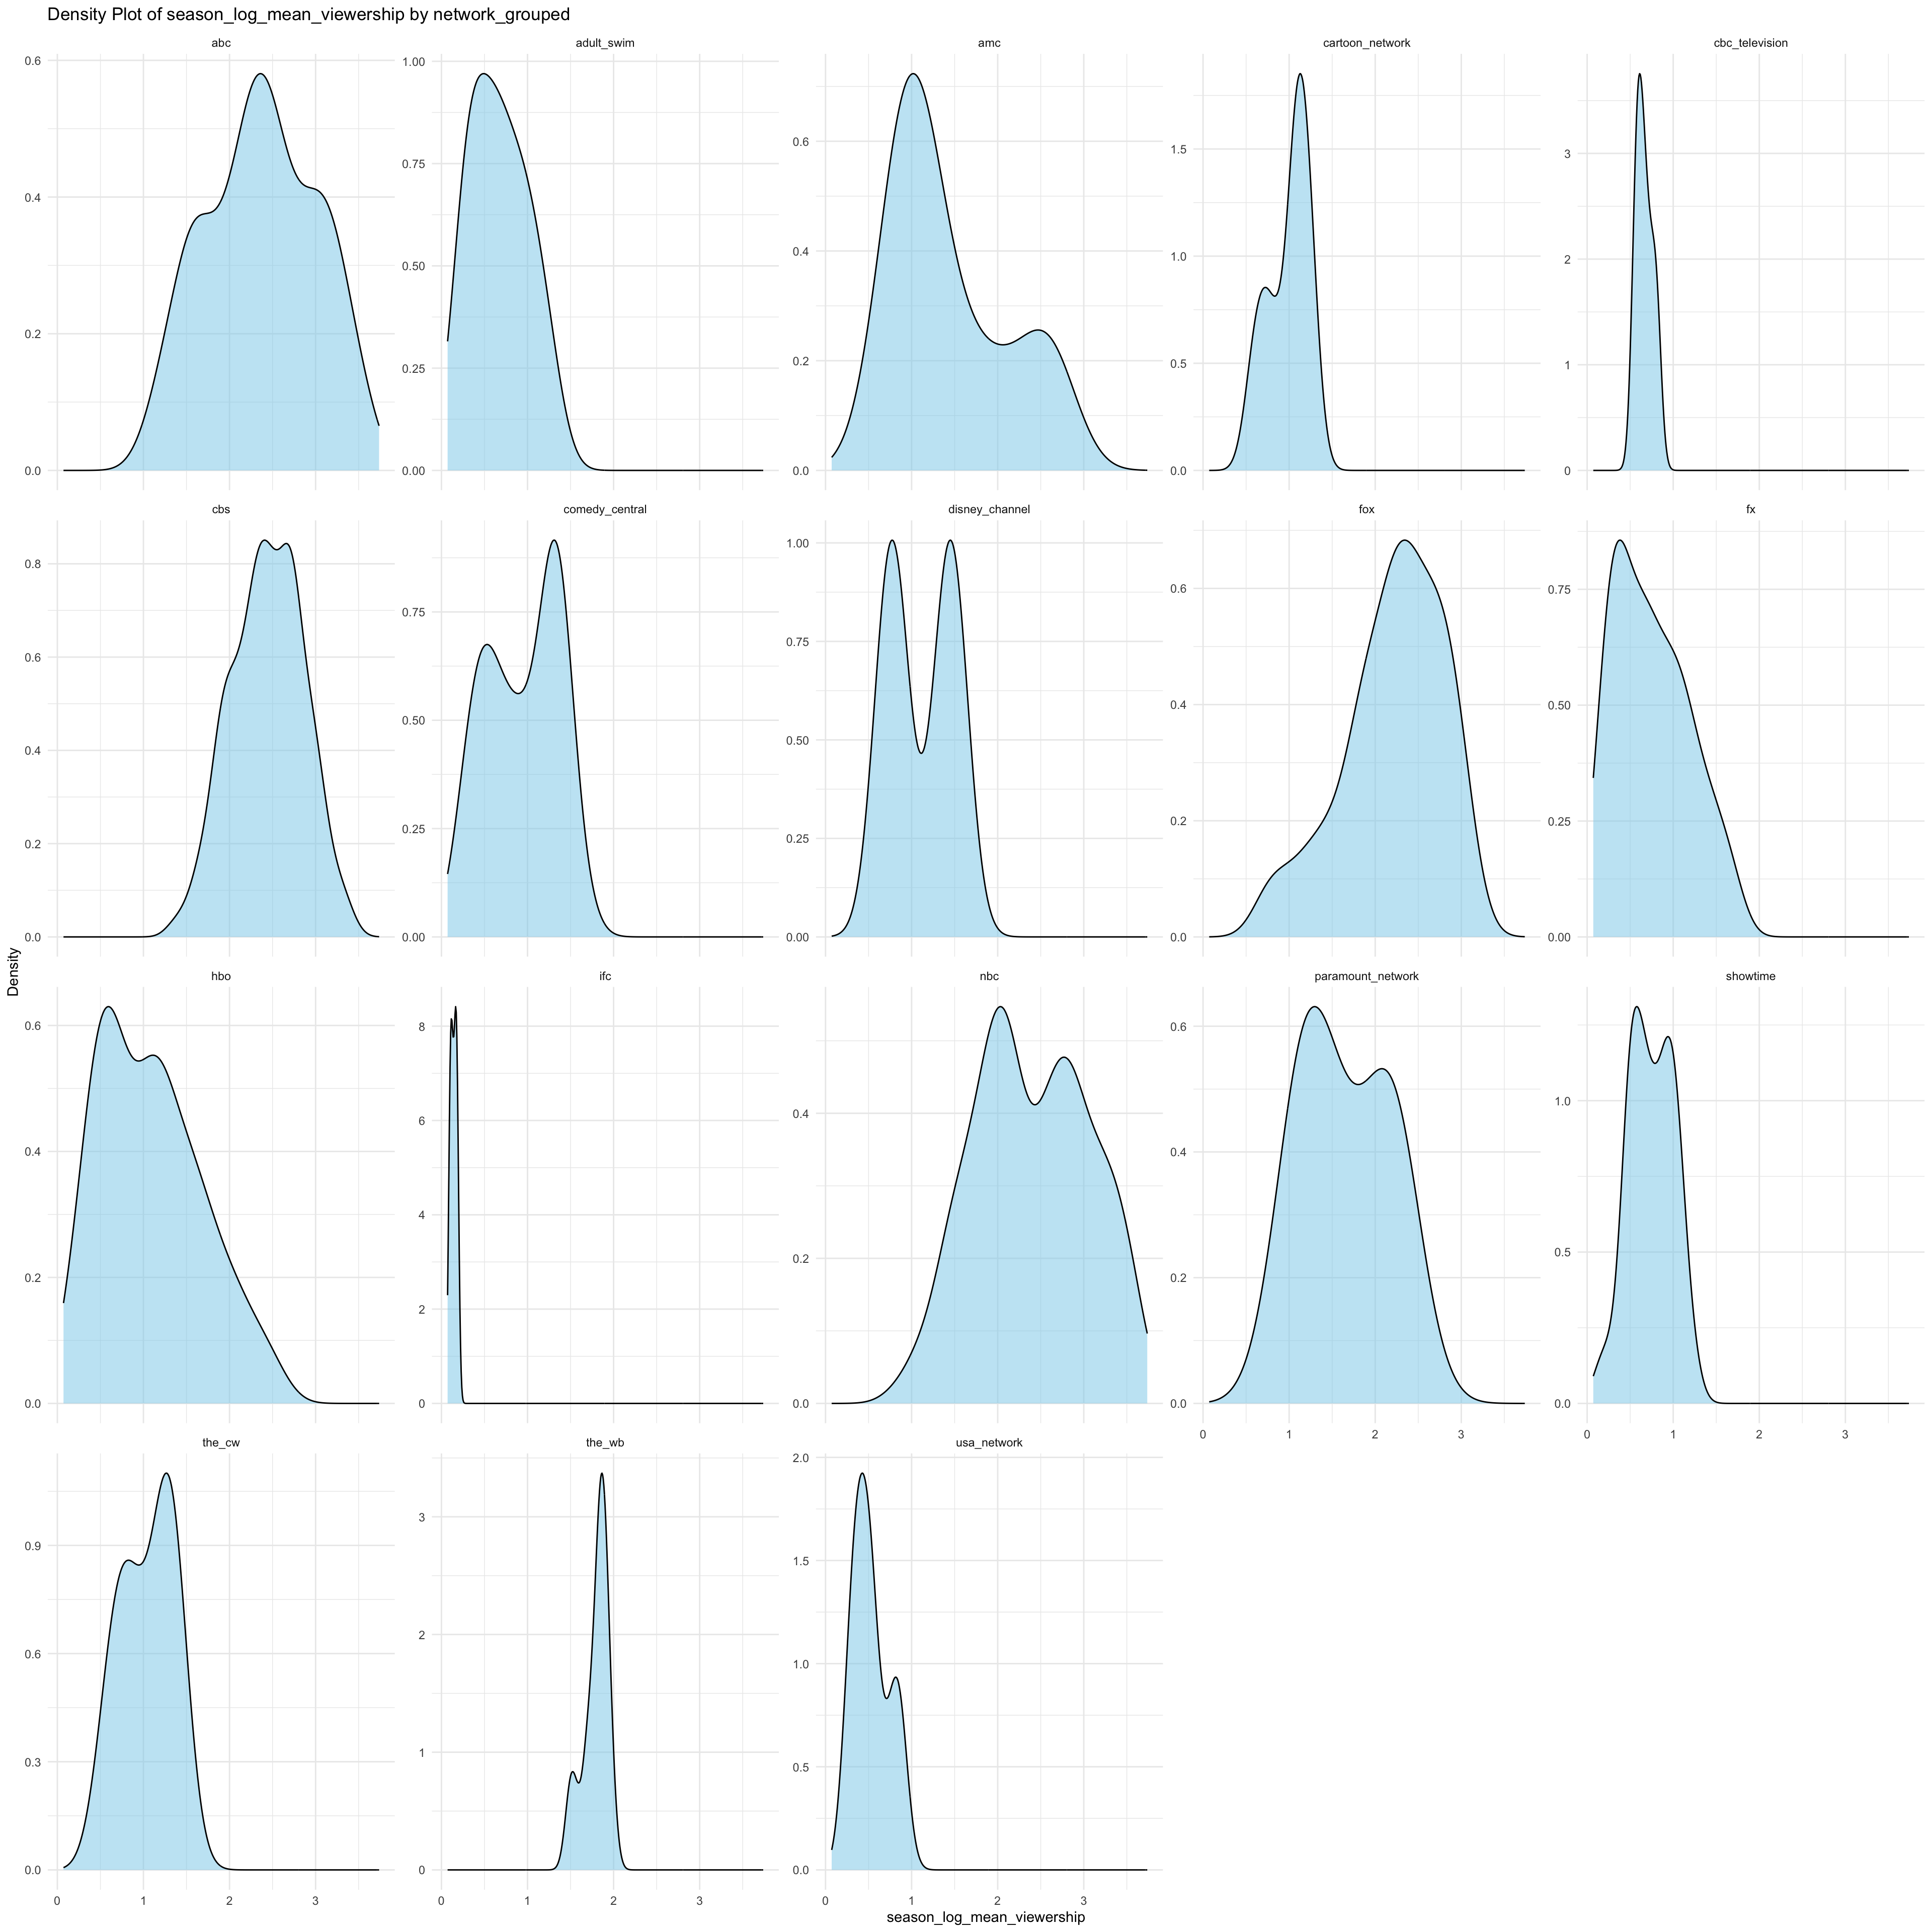 Density Plot of season_log_mean_viewership by network_grouped
abc
adult_swim
amc
cartoon_network
cbc_television
0.6
0.4
0.2
0.0
1.00
0.75
0.50
0.25
0.00
0.6
0.4
0.2
0.0
1.5
1.0
0.5
0.0
3
2
1
0
cbs
comedy_central
disney_channel
fox
fx
0.8
0.6
0.4
0.2
0.0
0.75
0.50
0.25
0.00
1.00
0.75
0.50
0.25
0.00
0.6
0.4
0.2
0.0
0.75
0.50
0.25
0.00
Density
hbo
ifc
nbc
paramount_network
showtime
0.6
0.4
0.2
0.0
8
6
4
2
0
0.4
0.2
0.0
0.6
0.4
0.2
0.0
1.0
0.5
0.0
0 1 2 3
0 1 2 3
the_cw
the_wb
usa_network
0.9
0.6
0.3
0.0
3
2
1
0
2.0
1.5
1.0
0.5
0.0
0 1 2 3
0 1 2 3
0 1 2 3
season_log_mean_viewership